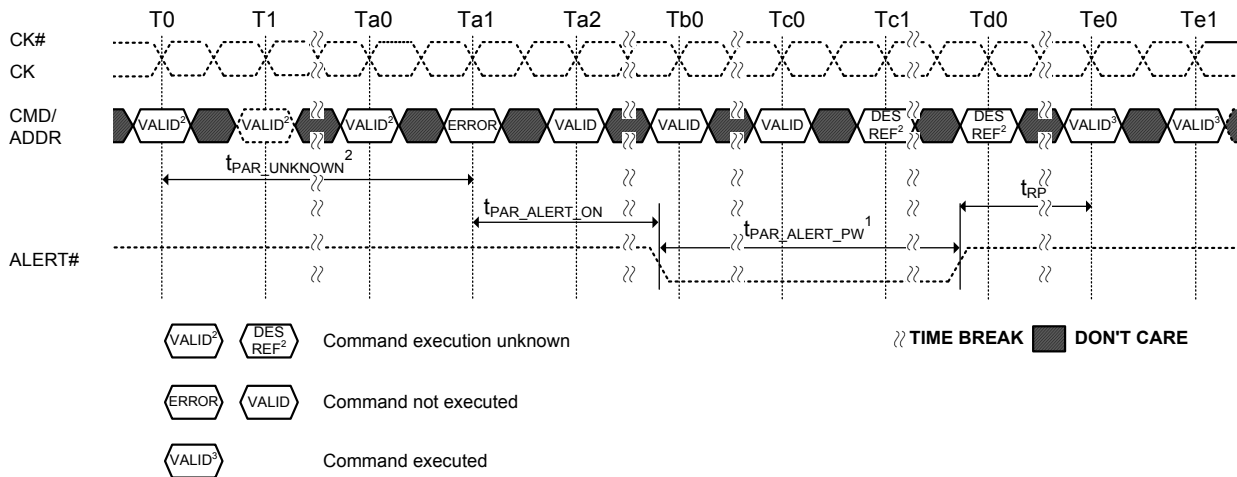 T0 T1 Ta0 Ta1 Ta2 Tb0 Tc0 Tc1 Td0 Te0 Te1
CK#
CK
CMD/
ADDR
VALID² VALID² VALID² ERROR VALID VALID VALID DES REF² DES REF² VALID³ VALID³
tPAR_UNKNOWN²
tRP
tPAR_ALERT_ON
tPAR_ALERT_PW¹
ALERT#
VALID² DES REF² Command execution unknown
TIME BREAK DON'T CARE
ERROR VALID Command not executed
VALID³ Command executed